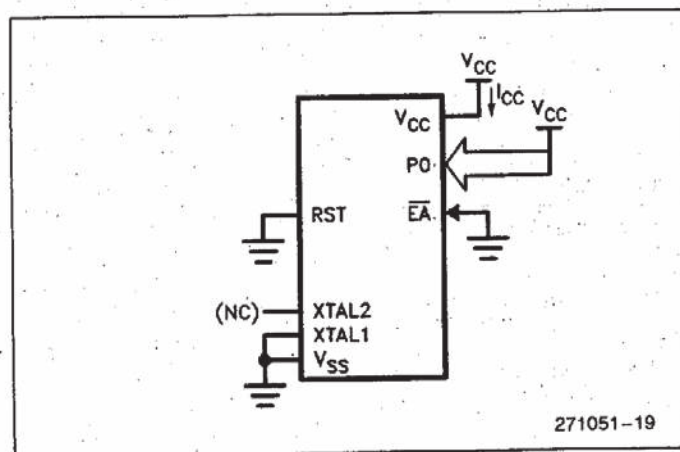 VCC
ICC
VCC
VCC
P0
RST
EA
(NC)
XTAL2
XTAL1
VSS
271051-19